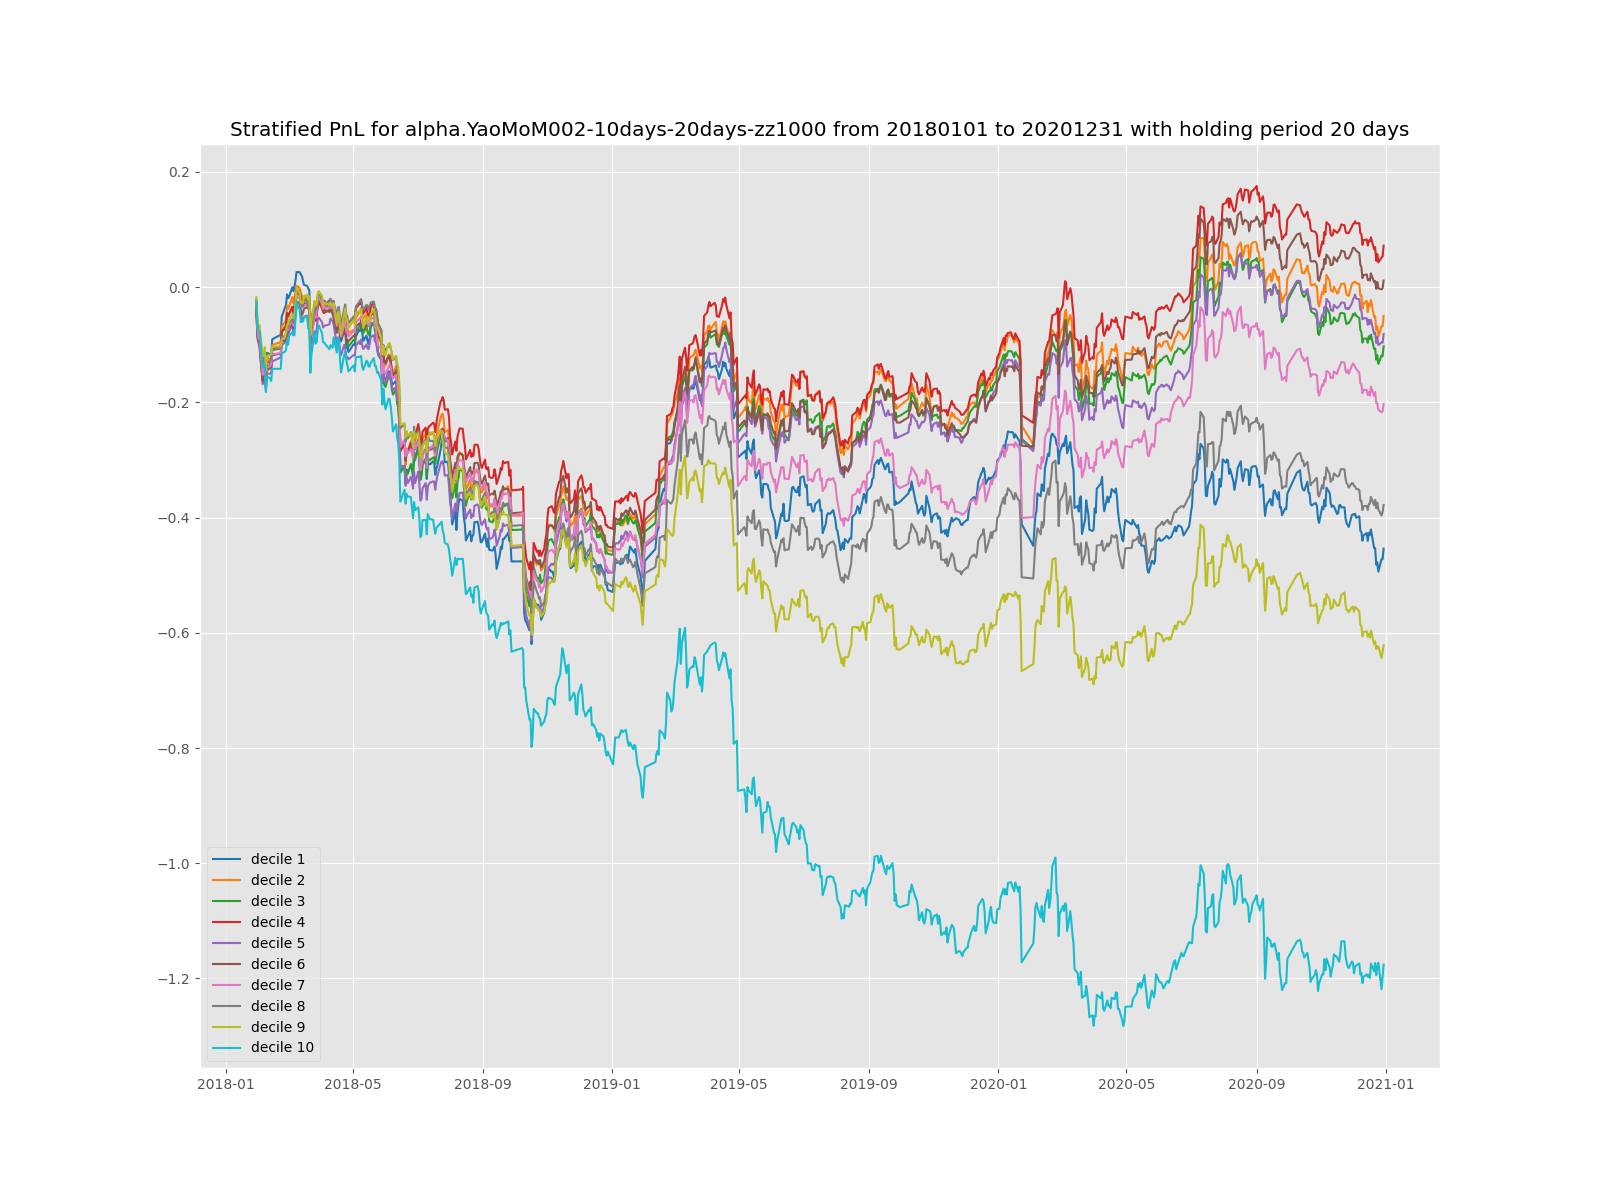 Stratified PnL for alpha.YaoMoM002-10days-20days-zz1000 from 20180101 to 20201231 with holding period 20 days
0.2
0.0
−0.2
−0.4
−0.6
−0.8
−1.0
−1.2
decile 1
decile 2
decile 3
decile 4
decile 5
decile 6
decile 7
decile 8
decile 9
decile 10
2018-01 2018-05 2018-09 2019-01 2019-05 2019-09 2020-01 2020-05 2020-09 2021-01